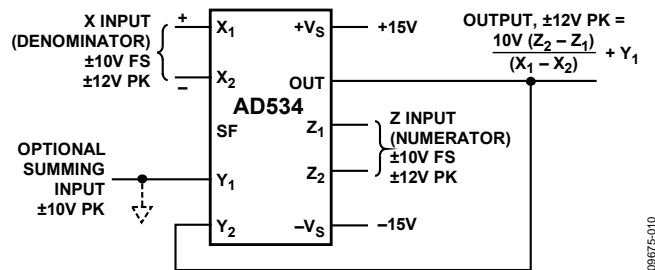 X INPUT
(DENOMINATOR)
±10V FS
±12V PK
+
–
OPTIONAL
SUMMING
INPUT
±10V PK
X1
X2
SF
Y1
Y2
AD534
+VS
OUT
Z1
Z2
–VS
+15V
Z INPUT
(NUMERATOR)
±10V FS
±12V PK
–15V
OUTPUT, ±12V PK =
10V (Z2 – Z1)
(X1 – X2)
+ Y1
09675-010